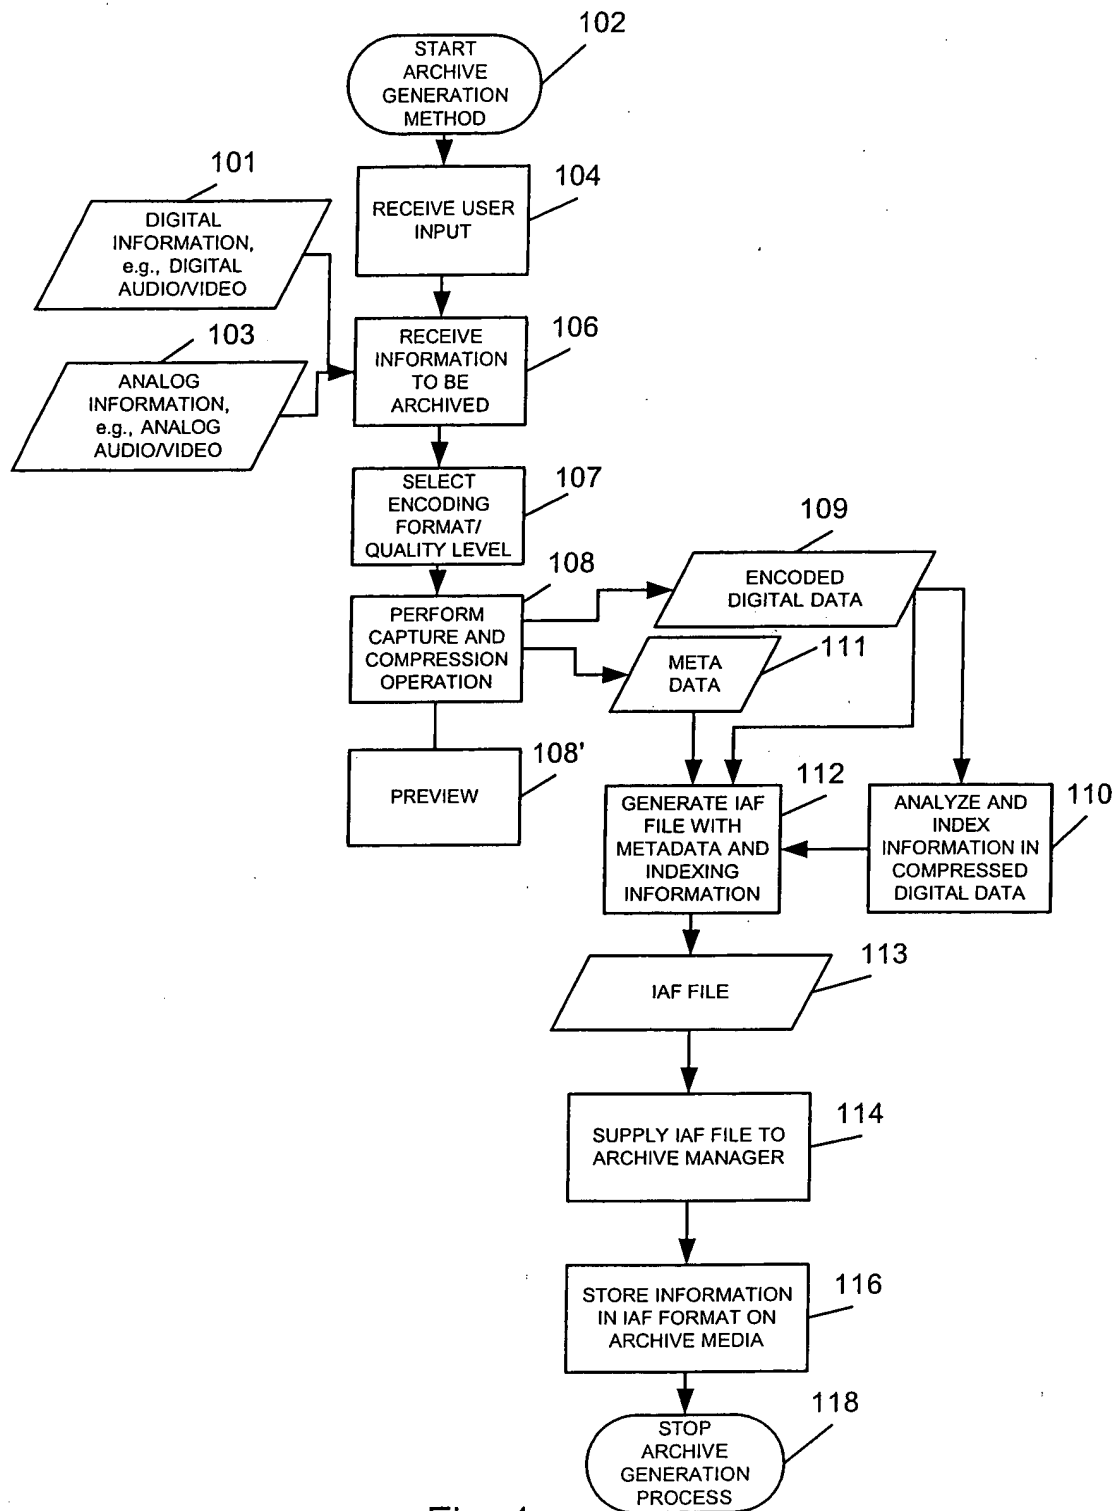 102
START
ARCHIVE
GENERATION
METHOD
101
104
DIGITAL
INFORMATION,
e.g., DIGITAL
AUDIO/VIDEO
RECEIVE USER
INPUT
103
106
RECEIVE
INFORMATION
TO BE
ARCHIVED
ANALOG
INFORMATION,
e.g., ANALOG
AUDIO/VIDEO
107
SELECT
ENCODING
FORMAT/
QUALITY LEVEL
109
108
ENCODED
DIGITAL DATA
PERFORM
CAPTURE AND
COMPRESSION
OPERATION
111
META
DATA
108'
PREVIEW
112
110
GENERATE IAF
FILE WITH
METADATA AND
INDEXING
INFORMATION
ANALYZE AND
INDEX
INFORMATION IN
COMPRESSED
DIGITAL DATA
113
IAF FILE
114
SUPPLY IAF FILE TO
ARCHIVE MANAGER
116
STORE INFORMATION
IN IAF FORMAT ON
ARCHIVE MEDIA
118
STOP
ARCHIVE
GENERATION
PROCESS